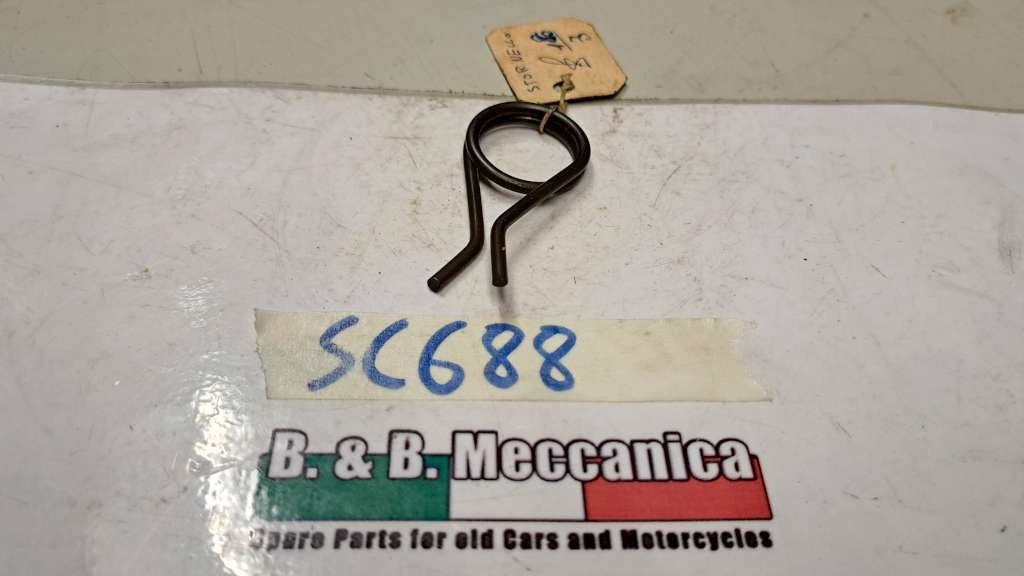 SC688
B. & B. Meccanica
Spare Parts for old Cars and Motorcycles